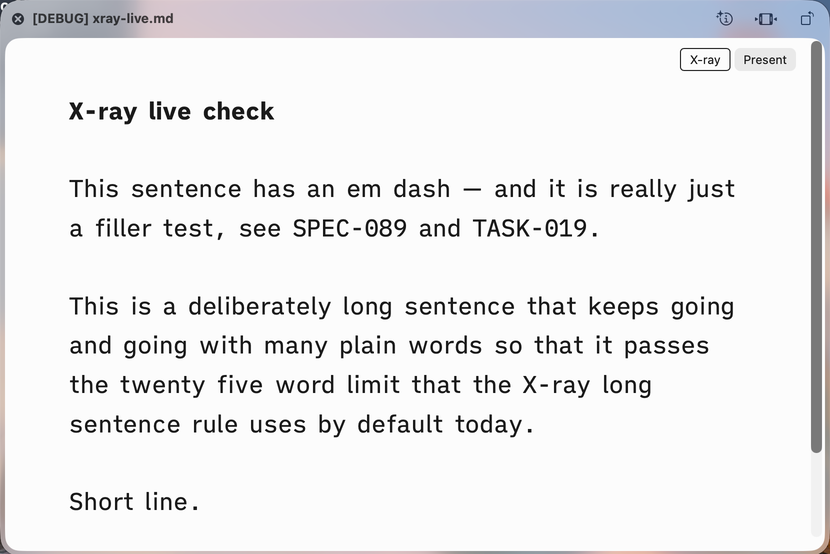 [DEBUG] xray-live.md
X-ray Present
X-ray live check
This sentence has an em dash — and it is really just
a filler test, see SPEC-089 and TASK-019.
This is a deliberately long sentence that keeps going
and going with many plain words so that it passes
the twenty five word limit that the X-ray long
sentence rule uses by default today.
Short line.